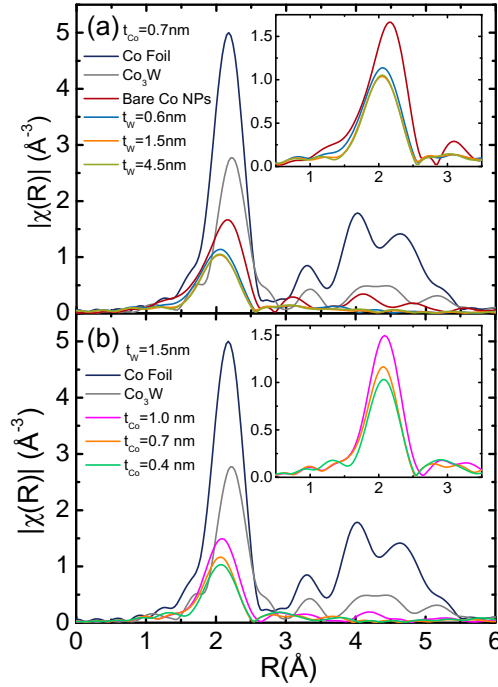 (a) t_Co=0.7nm
Co Foil
Co₃W
Bare Co NPs
t_W=0.6nm
t_W=1.5nm
t_W=4.5nm
|χ(R)| (Å⁻³)
5
4
3
2
1
0
1.5
1.0
0.5
0.0
1 2 3
(b) t_W=1.5nm
Co Foil
Co₃W
t_Co=1.0 nm
t_Co=0.7 nm
t_Co=0.4 nm
|χ(R)| (Å⁻³)
5
4
3
2
1
0
1.5
1.0
0.5
0.0
1 2 3
0 1 2 3 4 5 6
R(Å)